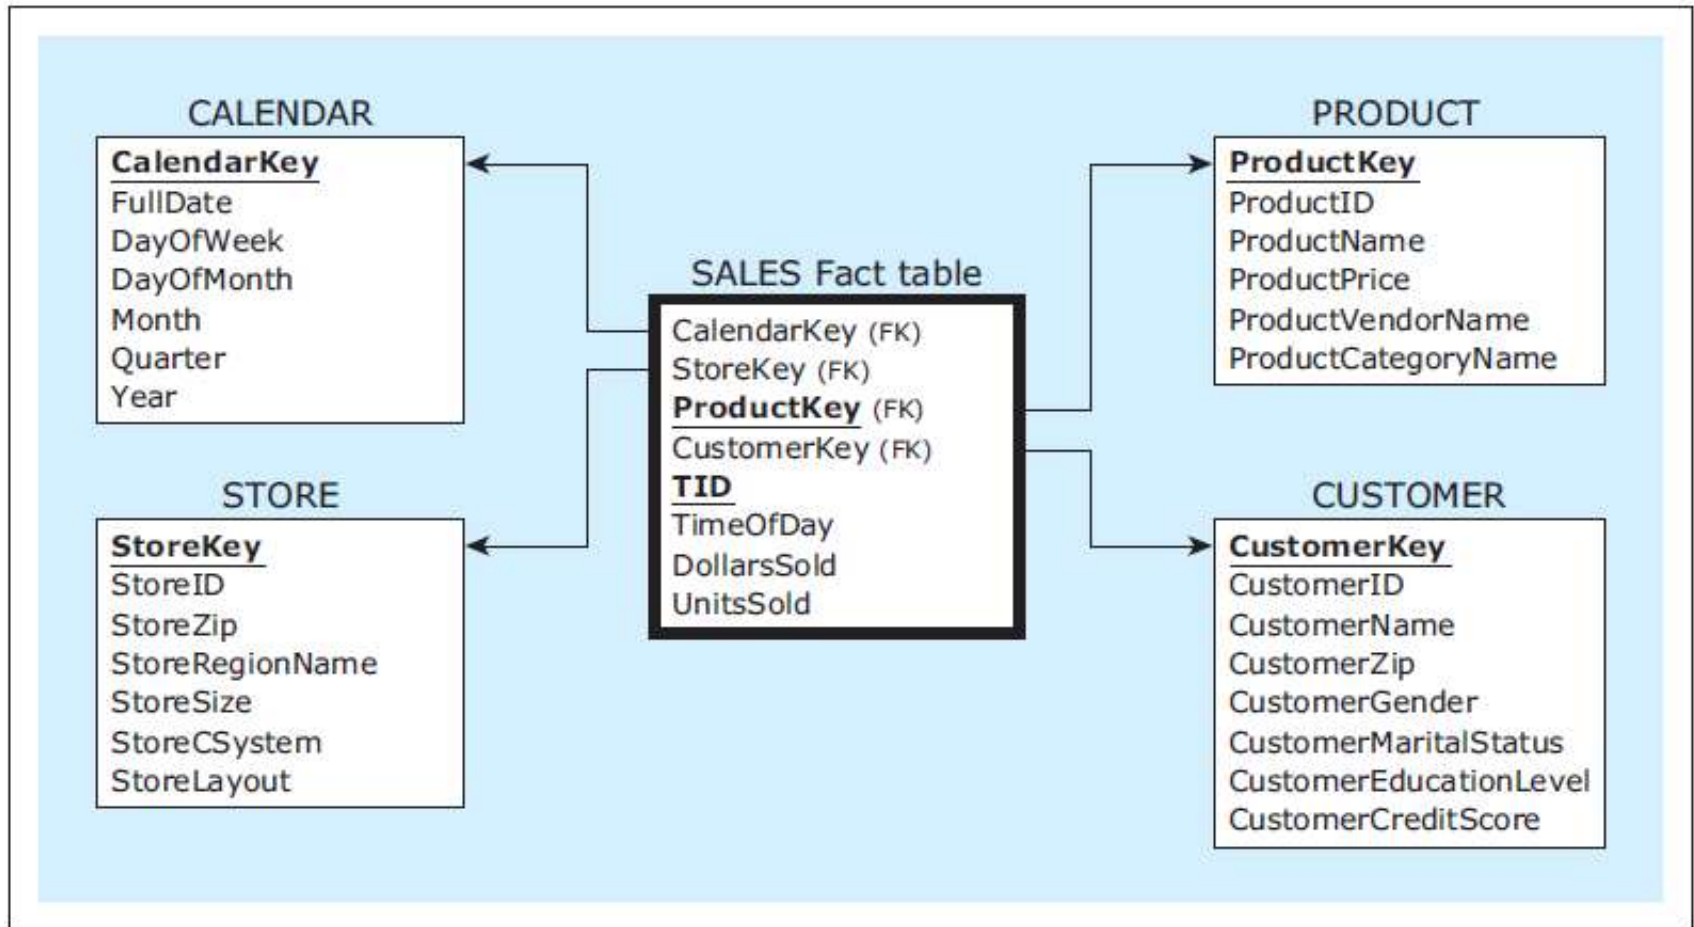 CALENDAR
CalendarKey
FullDate
DayOfWeek
DayOfMonth
Month
Quarter
Year
STORE
StoreKey
StoreID
StoreZip
StoreRegionName
StoreSize
StoreCSystem
StoreLayout
SALES Fact table
CalendarKey (FK)
StoreKey (FK)
ProductKey (FK)
CustomerKey (FK)
TID
TimeOfDay
DollarsSold
UnitsSold
PRODUCT
ProductKey
ProductID
ProductName
ProductPrice
ProductVendorName
ProductCategoryName
CUSTOMER
CustomerKey
CustomerID
CustomerName
CustomerZip
CustomerGender
CustomerMaritalStatus
CustomerEducationLevel
CustomerCreditScore